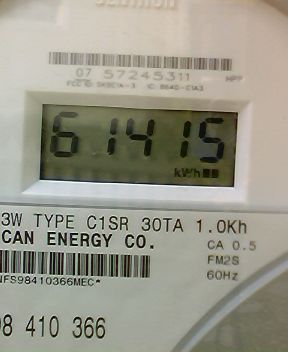 07 57245311
61415
kWh
3W TYPE C1SR 30TA 1.0Kh
CAN ENERGY CO.
CA 0.5
FM2S
60Hz
NFS98410366MEC*
98 410 366